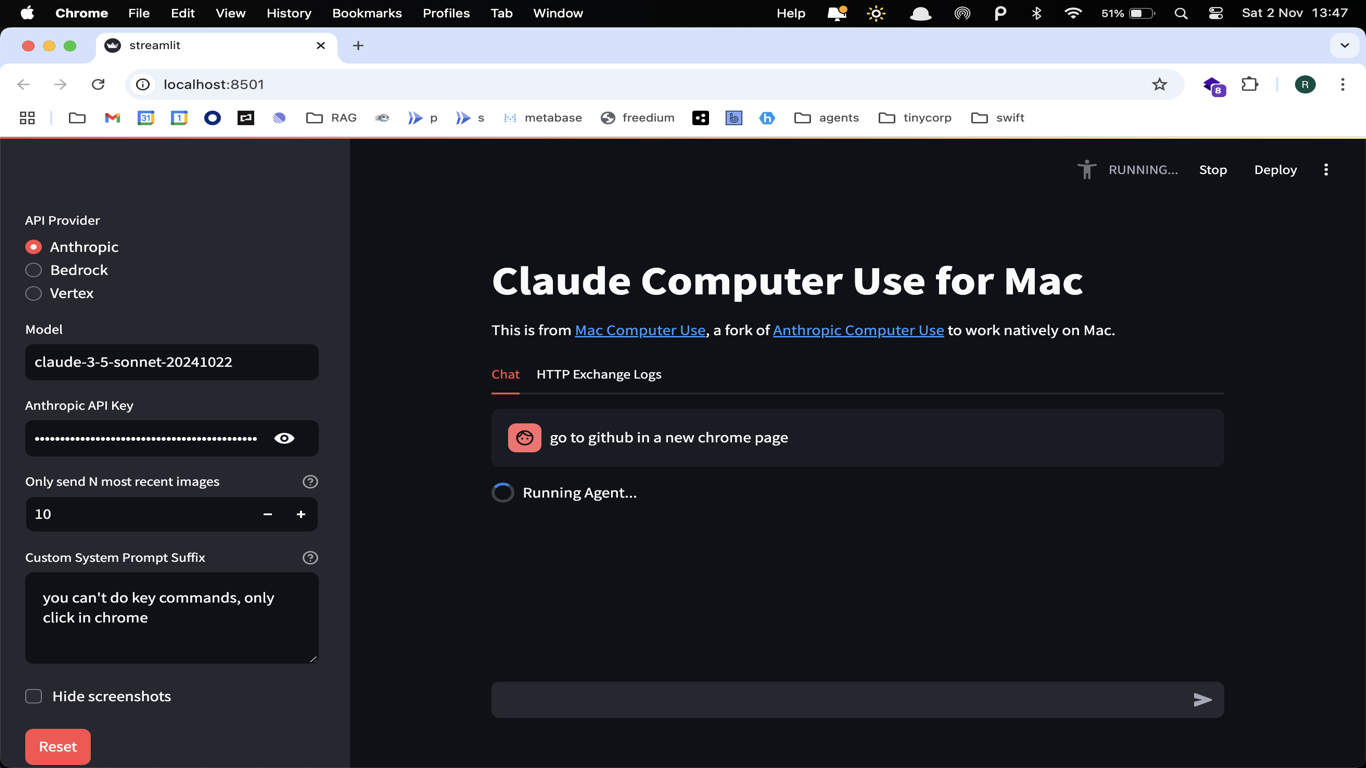 Chrome File Edit View History Bookmarks Profiles Tab Window Help 51% Sat 2 Nov 13:47
streamlit
localhost:8501
8
R
31 1 RAG p s metabase freedium agents tinycorp swift
RUNNING... Stop Deploy
API Provider
Anthropic
Bedrock
Vertex
Model
claude-3-5-sonnet-20241022
Anthropic API Key
••••••••••••••••••••••••••••••••••••••••••••
Only send N most recent images
10 − +
Custom System Prompt Suffix
you can't do key commands, only
click in chrome
Hide screenshots
Reset
Claude Computer Use for Mac
This is from Mac Computer Use, a fork of Anthropic Computer Use to work natively on Mac.
Chat HTTP Exchange Logs
go to github in a new chrome page
Running Agent...